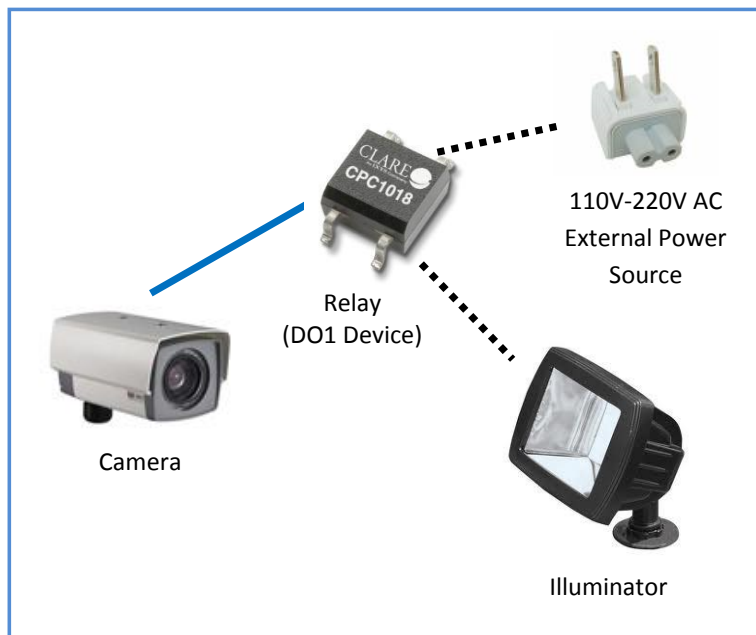 CLARE
CPC1018
110V-220V AC
External Power
Source
Relay
(DO1 Device)
Camera
Illuminator